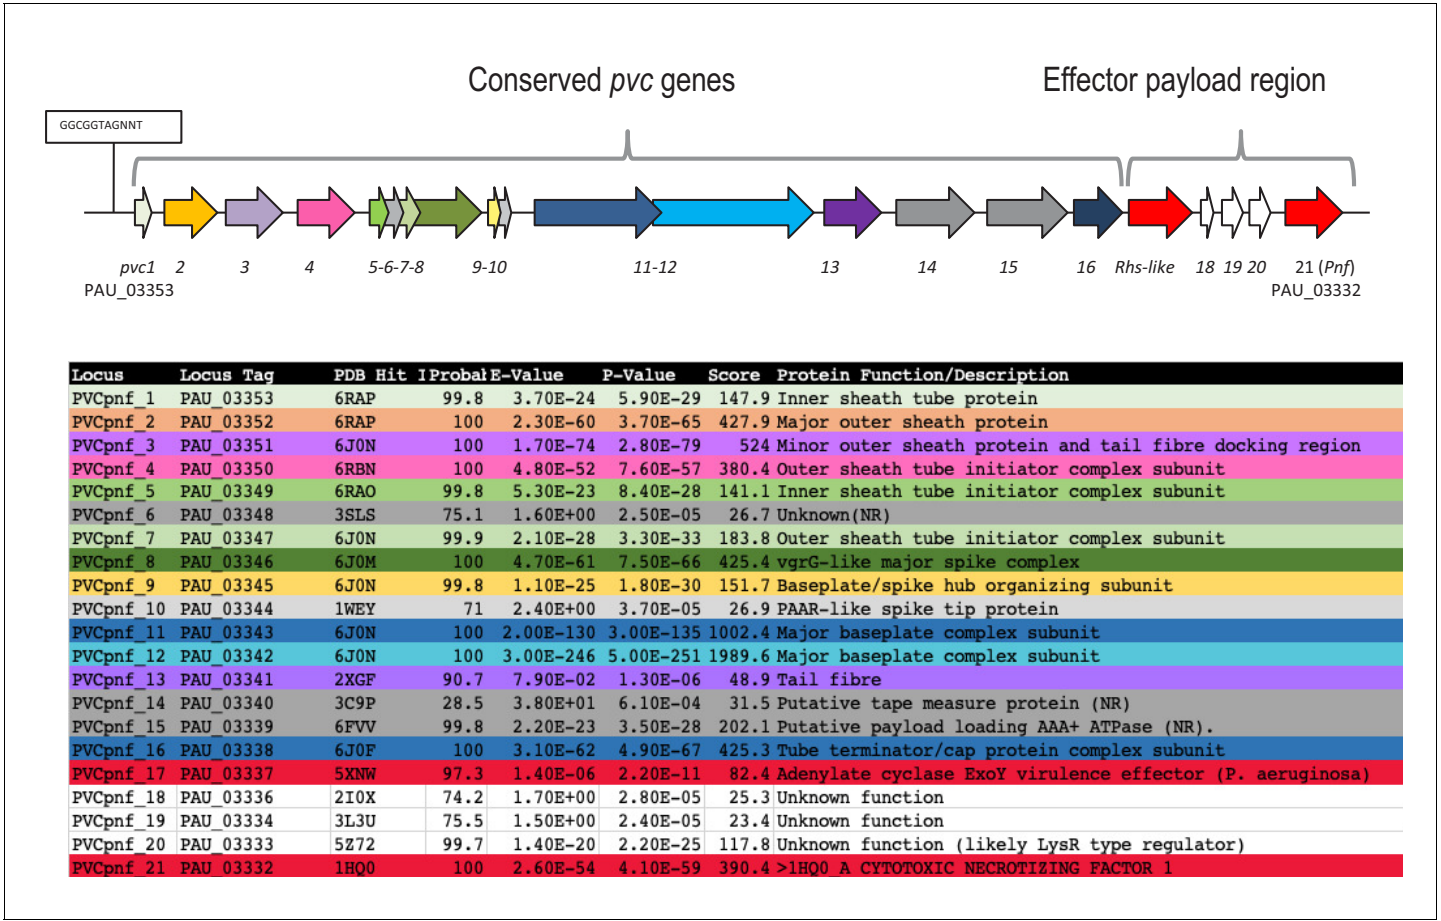 Conserved pvc genes Effector payload region
GGCGGTAGNNT
pvc1 2 3 4 5-6-7-8 9-10 11-12 13 14 15 16 Rhs-like 18 19 20 21 (Pnf)
PAU_03353 PAU_03332
Locus Locus Tag PDB Hit I Probal E-Value P-Value Score Protein Function/Description
PVCpnf_1 PAU_03353 6RAP 99.8 3.70E-24 5.90E-29 147.9 Inner sheath tube protein
PVCpnf_2 PAU_03352 6RAP 100 2.30E-60 3.70E-65 427.9 Major outer sheath protein
PVCpnf_3 PAU_03351 6J0N 100 1.70E-74 2.80E-79 524 Minor outer sheath protein and tail fibre docking region
PVCpnf_4 PAU_03350 6RBN 100 4.80E-52 7.60E-57 380.4 Outer sheath tube initiator complex subunit
PVCpnf_5 PAU_03349 6RAO 99.8 5.30E-23 8.40E-28 141.1 Inner sheath tube initiator complex subunit
PVCpnf_6 PAU_03348 3SLS 75.1 1.60E+00 2.50E-05 26.7 Unknown(NR)
PVCpnf_7 PAU_03347 6J0N 99.9 2.10E-28 3.30E-33 183.8 Outer sheath tube initiator complex subunit
PVCpnf_8 PAU_03346 6J0M 100 4.70E-61 7.50E-66 425.4 vgrG-like major spike complex
PVCpnf_9 PAU_03345 6J0N 99.8 1.10E-25 1.80E-30 151.7 Baseplate/spike hub organizing subunit
PVCpnf_10 PAU_03344 1WEY 71 2.40E+00 3.70E-05 26.9 PAAR-like spike tip protein
PVCpnf_11 PAU_03343 6J0N 100 2.00E-130 3.00E-135 1002.4 Major baseplate complex subunit
PVCpnf_12 PAU_03342 6J0N 100 3.00E-246 5.00E-251 1989.6 Major baseplate complex subunit
PVCpnf_13 PAU_03341 2XGF 90.7 7.90E-02 1.30E-06 48.9 Tail fibre
PVCpnf_14 PAU_03340 3C9P 28.5 3.80E+01 6.10E-04 31.5 Putative tape measure protein (NR)
PVCpnf_15 PAU_03339 6FVV 99.8 2.20E-23 3.50E-28 202.1 Putative payload loading AAA+ ATPase (NR).
PVCpnf_16 PAU_03338 6J0F 100 3.10E-62 4.90E-67 425.3 Tube terminator/cap protein complex subunit
PVCpnf_17 PAU_03337 5XNW 97.3 1.40E-06 2.20E-11 82.4 Adenylate cyclase ExoY virulence effector (P. aeruginosa)
PVCpnf_18 PAU_03336 2I0X 74.2 1.70E+00 2.80E-05 25.3 Unknown function
PVCpnf_19 PAU_03334 3L3U 75.5 1.50E+00 2.40E-05 23.4 Unknown function
PVCpnf_20 PAU_03333 5Z72 99.7 1.40E-20 2.20E-25 117.8 Unknown function (likely LysR type regulator)
PVCpnf_21 PAU_03332 1HQ0 100 2.60E-54 4.10E-59 390.4 >1HQ0_A CYTOTOXIC NECROTIZING FACTOR 1